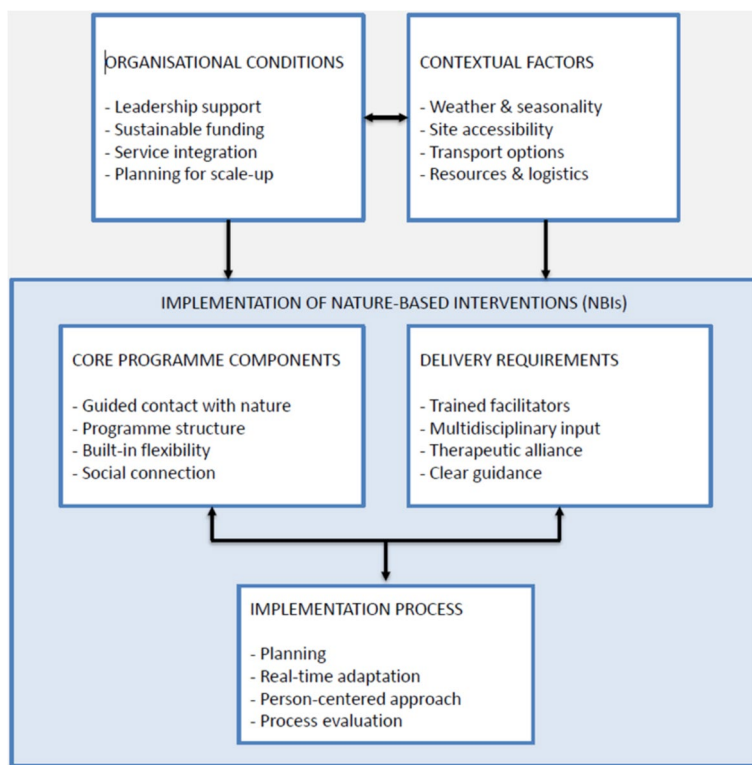 ORGANISATIONAL CONDITIONS
- Leadership support
- Sustainable funding
- Service integration
- Planning for scale-up
CONTEXTUAL FACTORS
- Weather & seasonality
- Site accessibility
- Transport options
- Resources & logistics
IMPLEMENTATION OF NATURE-BASED INTERVENTIONS (NBIs)
CORE PROGRAMME COMPONENTS
- Guided contact with nature
- Programme structure
- Built-in flexibility
- Social connection
DELIVERY REQUIREMENTS
- Trained facilitators
- Multidisciplinary input
- Therapeutic alliance
- Clear guidance
IMPLEMENTATION PROCESS
- Planning
- Real-time adaptation
- Person-centered approach
- Process evaluation